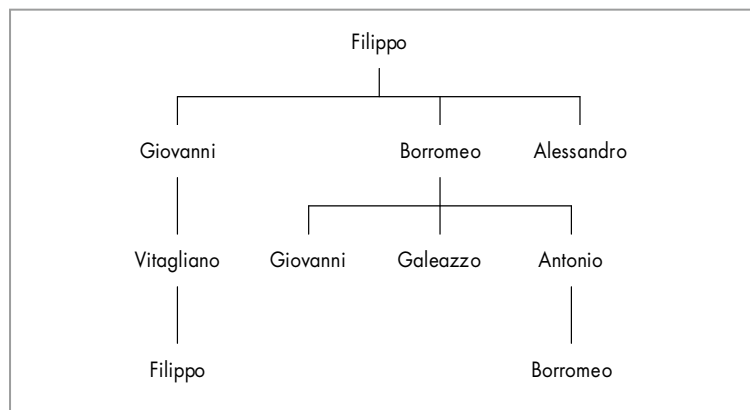 Filippo
Giovanni Borromeo Alessandro
Vitagliano Giovanni Galeazzo Antonio
Filippo Borromeo